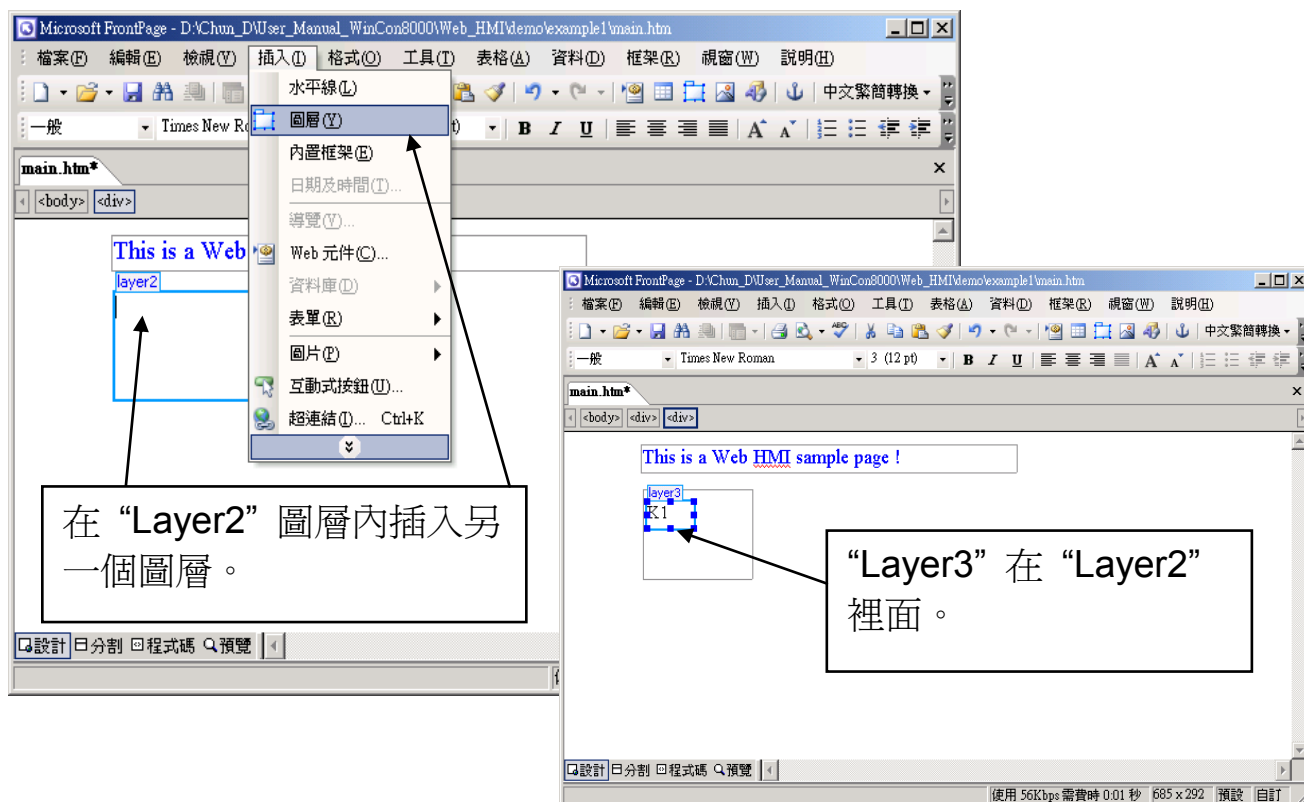 Microsoft FrontPage - D:\Chun_D\User_Manual_WinCon8000\Web_HMI\demo\example1\main.htm
檔案(F) 編輯(E) 檢視(V) 插入(I) 格式(O) 工具(T) 表格(A) 資料(D) 框架(R) 視窗(W) 說明(H)
中文繁簡轉換
一般 Times New Ro
B I U A A
main.htm*
<body> <div>
水平線(L)
圖層(Y)
內置框架(E)
日期及時間(T)...
導覽(V)...
Web 元件(C)...
資料庫(D)
表單(R)
圖片(P)
互動式按鈕(U)...
超連結(I)... Ctrl+K
This is a Web
layer2
在 “Layer2” 圖層內插入另
一個圖層。
設計 分割 程式碼 預覽
Microsoft FrontPage - D:\Chun_D\User_Manual_WinCon8000\Web_HMI\demo\example1\main.htm
檔案(F) 編輯(E) 檢視(V) 插入(I) 格式(O) 工具(T) 表格(A) 資料(D) 框架(R) 視窗(W) 說明(H)
中文繁簡轉換
一般 Times New Roman 3 (12 pt) B I U A A
main.htm*
<body> <div> <div>
This is a Web HMI sample page !
layer3
K1
“Layer3” 在 “Layer2”
裡面。
設計 分割 程式碼 預覽
使用 56Kbps 需費時 0:01 秒 685 x 292 預設 自訂